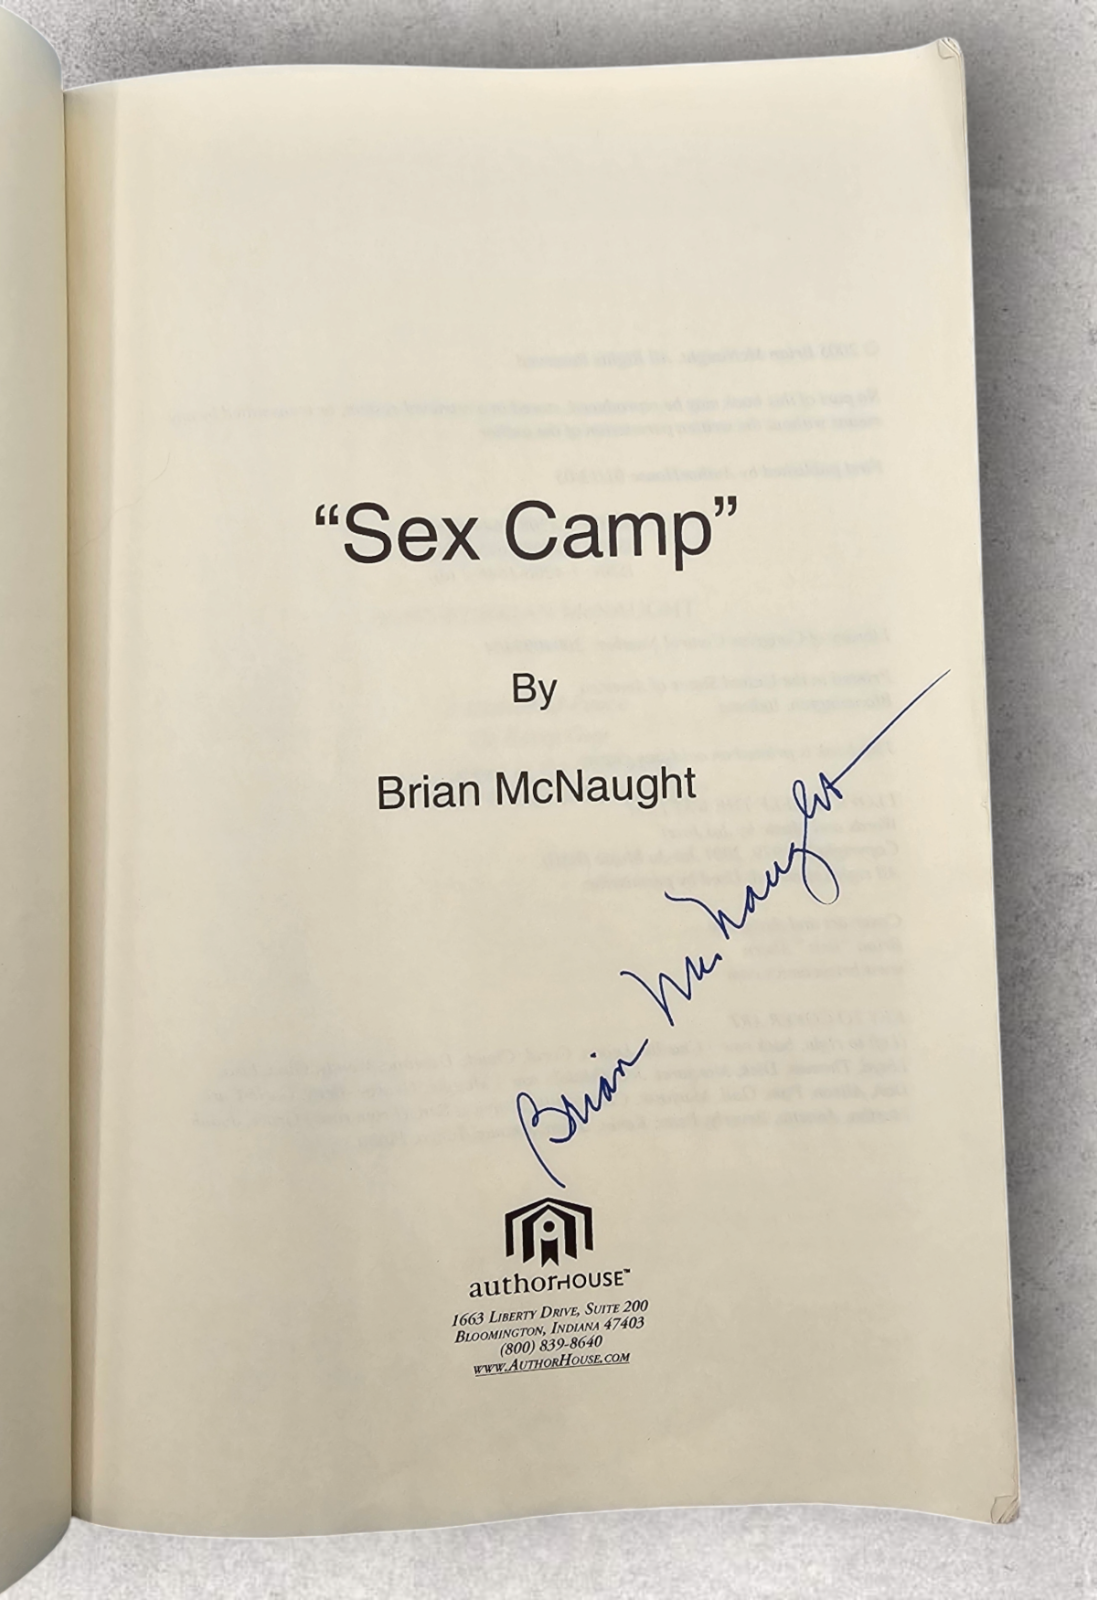 “Sex Camp”
By
Brian McNaught
Brian McNaught
authorHOUSE™
1663 LIBERTY DRIVE, SUITE 200
BLOOMINGTON, INDIANA 47403
(800) 839-8640
WWW.AUTHORHOUSE.COM